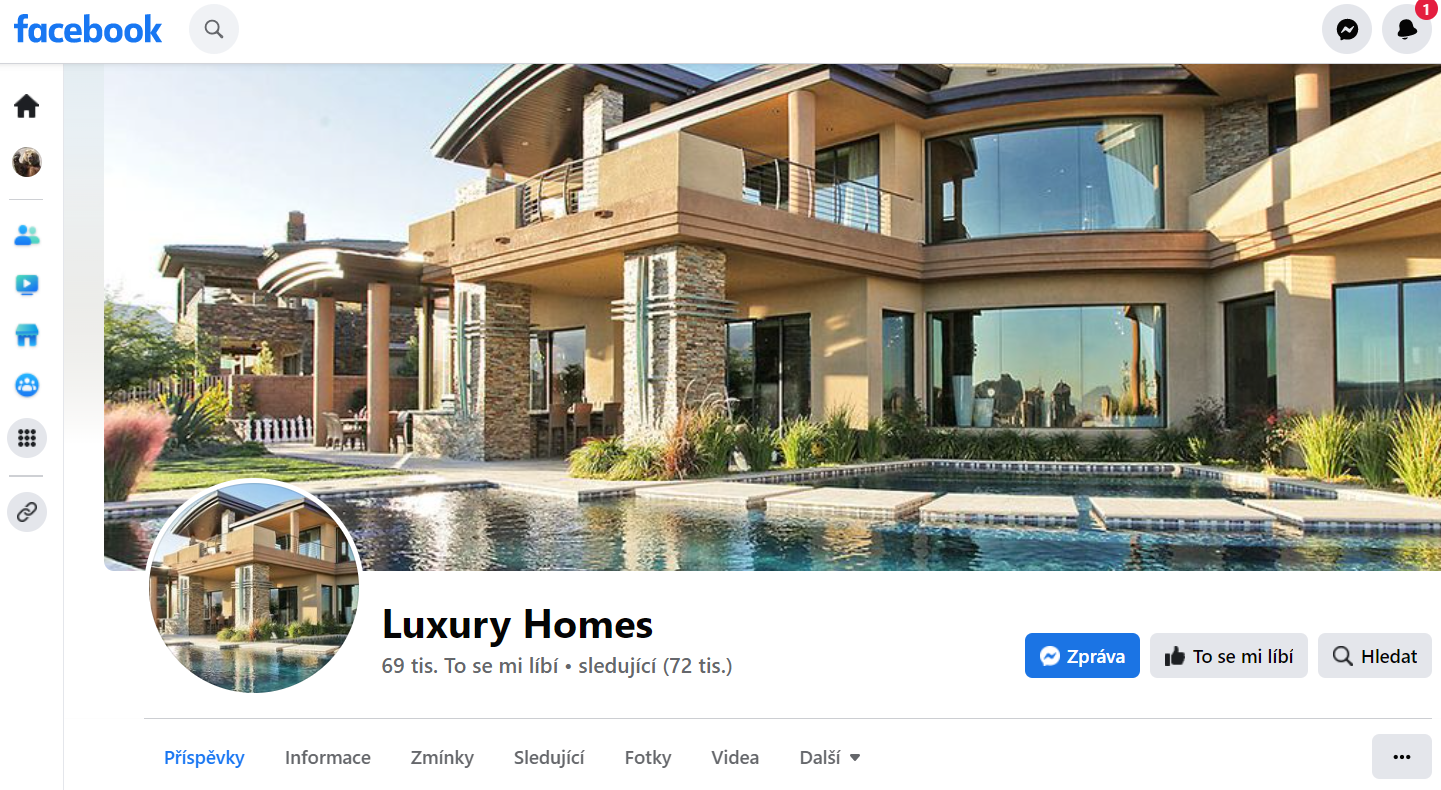 facebook
1
Luxury Homes
69 tis. To se mi líbí • sledující (72 tis.)
Zpráva
To se mi líbí
Hledat
Příspěvky
Informace
Zmínky
Sledující
Fotky
Videa
Další